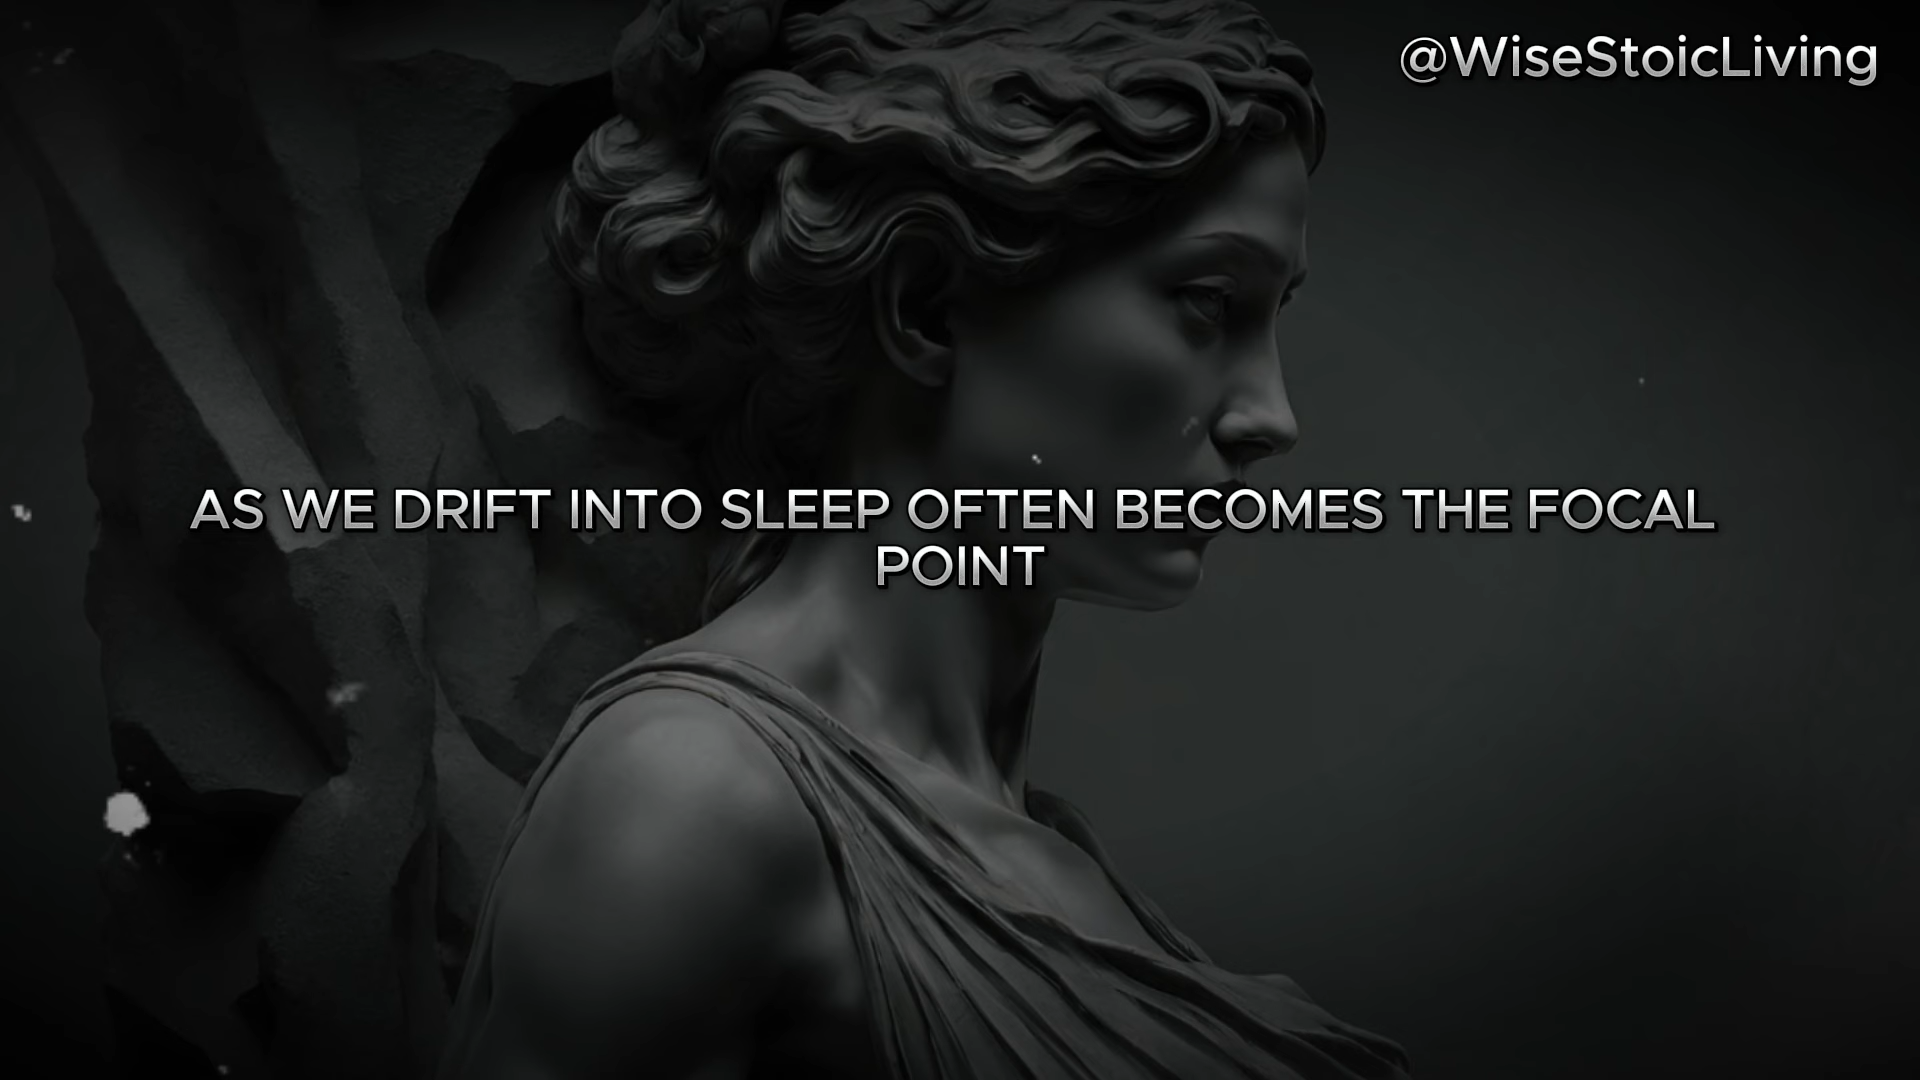 @WiseStoicLiving
AS WE DRIFT INTO SLEEP OFTEN BECOMES THE FOCAL
POINT